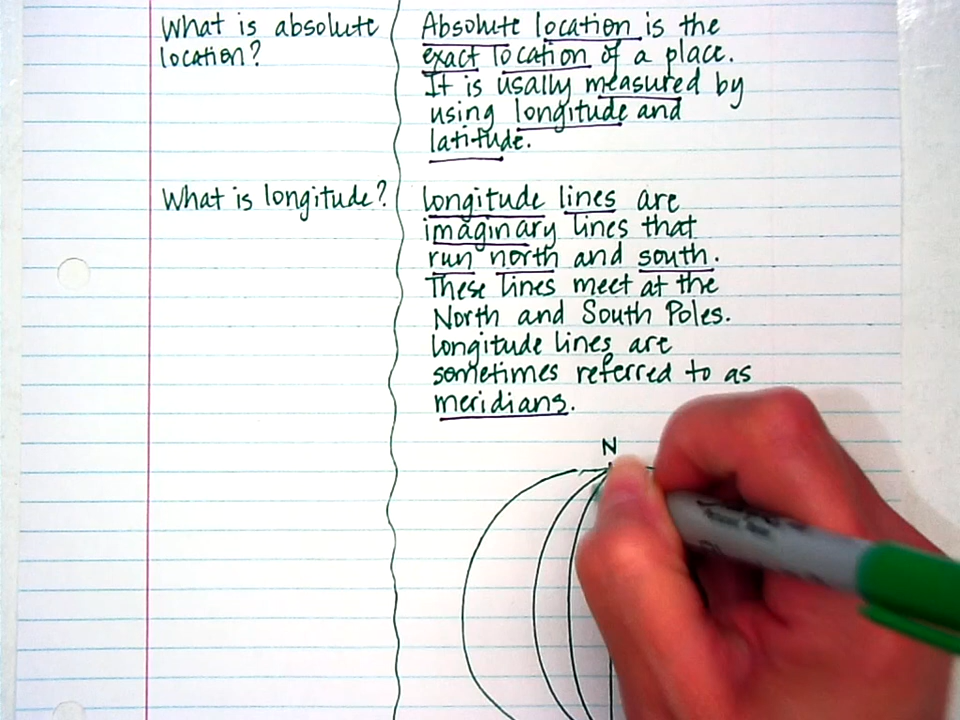 What is absolute
location?
Absolute location is the
exact location of a place.
It is usally measured by
using longitude and
latitude.
What is longitude?
longitude lines are
imaginary lines that
run north and south.
These lines meet at the
North and South Poles.
Longitude lines are
sometimes referred to as
meridians.
N